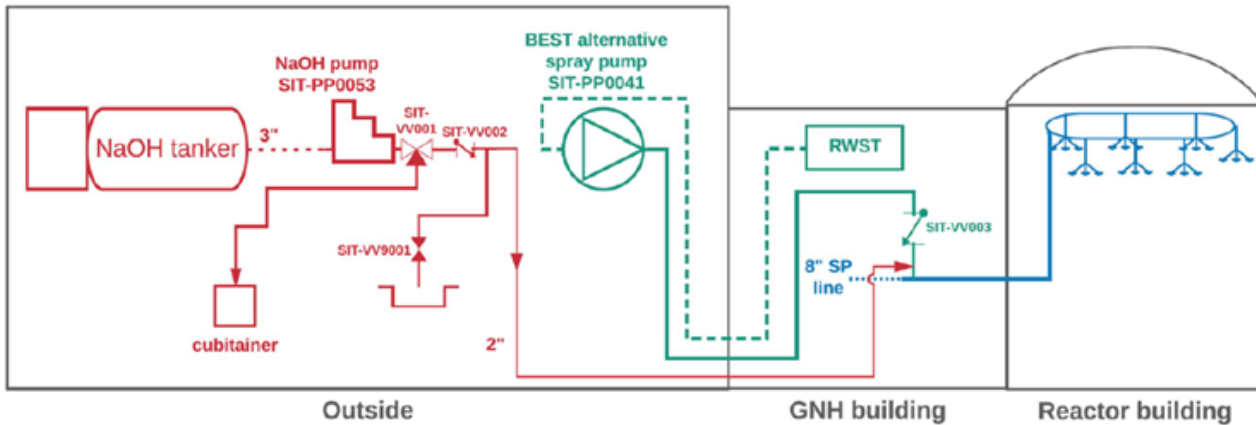 BEST alternative
spray pump
SIT-PP0041
NaOH pump
SIT-PP0053
SIT-
VV001
SIT-VV002
NaOH tanker
3"
RWST
SIT-VV003
SIT-VV9001
8" SP
line
cubitainer
2"
Outside
GNH building
Reactor building